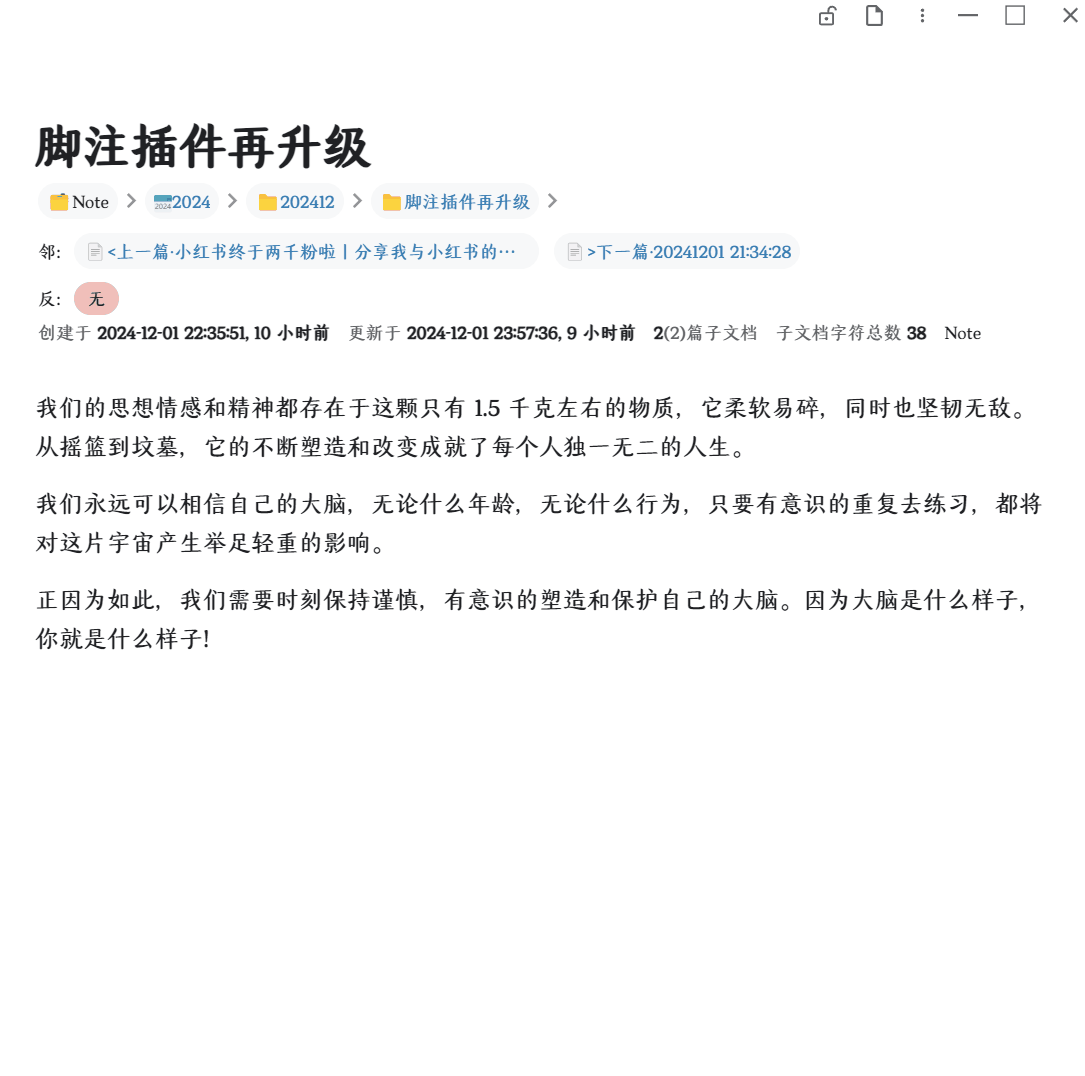 脚注插件再升级
Note > 2024 > 202412 > 脚注插件再升级 >
邻: <上一篇·小红书终于两千粉啦丨分享我与小红书的… >下一篇·20241201 21:34:28
反: 无
创建于 2024-12-01 22:35:51, 10 小时前 更新于 2024-12-01 23:57:36, 9 小时前 2(2)篇子文档 子文档字符总数 38 Note
我们的思想情感和精神都存在于这颗只有 1.5 千克左右的物质，它柔软易碎，同时也坚韧无敌。
从摇篮到坟墓，它的不断塑造和改变成就了每个人独一无二的人生。
我们永远可以相信自己的大脑，无论什么年龄，无论什么行为，只要有意识的重复去练习，都将
对这片宇宙产生举足轻重的影响。
正因为如此，我们需要时刻保持谨慎，有意识的塑造和保护自己的大脑。因为大脑是什么样子，
你就是什么样子!